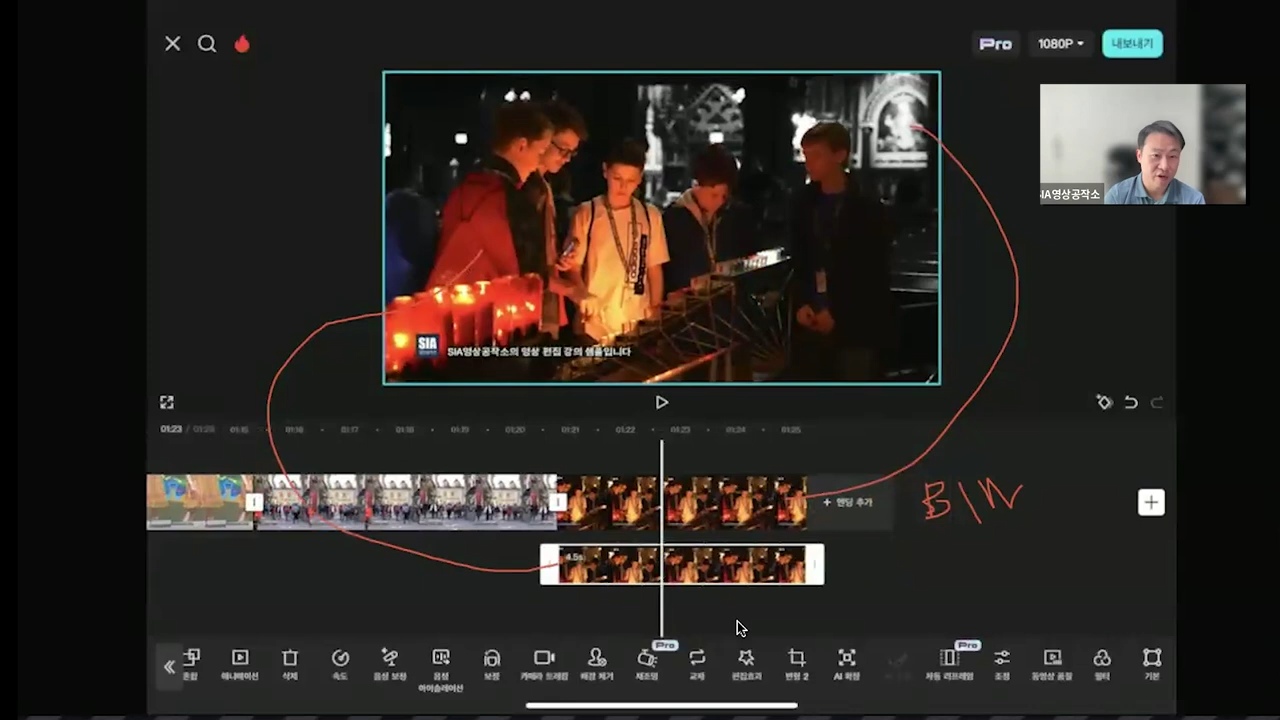 Pro 1080P 내보내기
SIA영상공작소
SIA
SIA영상공작소의 영상 편집 강의 샘플입니다
01:23 / 01:26 01:15 01:16 01:17 01:18 01:19 01:20 01:21 01:22 01:23 01:24 01:25
+ 엔딩 추가
B/W
4.5s
Pro Pro
혼합 애니메이션 삭제 속도 음성 보정 음성 보정 카메라 트래킹 배경 제거 재조명 교체 편집효과 변형 2 AI 확장 자동 리프레임 조정 동영상 품질 필터 기본
아이솔레이션